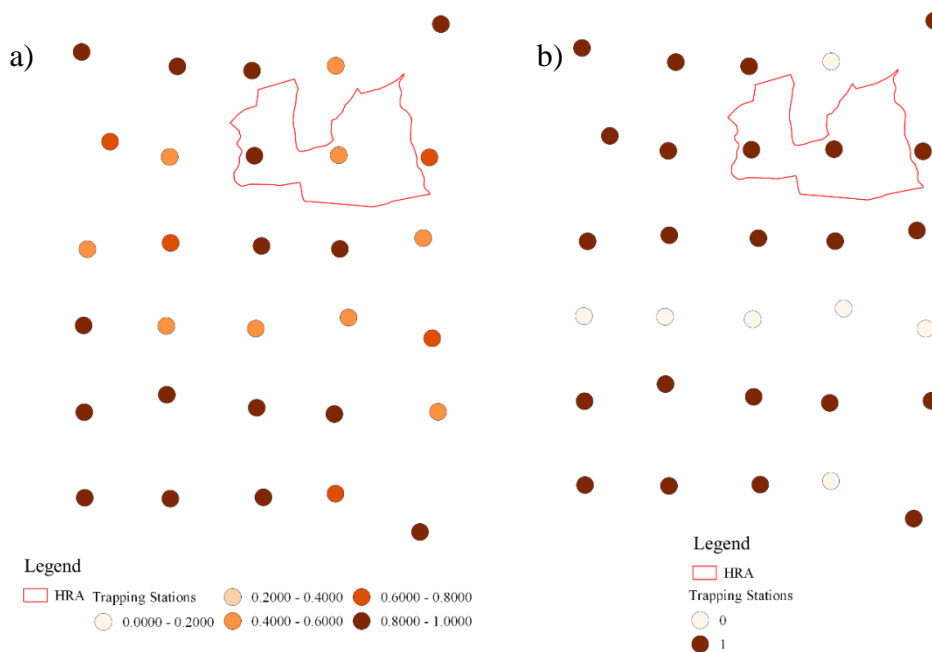 a)
b)
Legend
HRA Trapping Stations 0.2000 - 0.4000 0.6000 - 0.8000
0.0000 - 0.2000 0.4000 - 0.6000 0.8000 - 1.0000
Legend
HRA
Trapping Stations
0
1